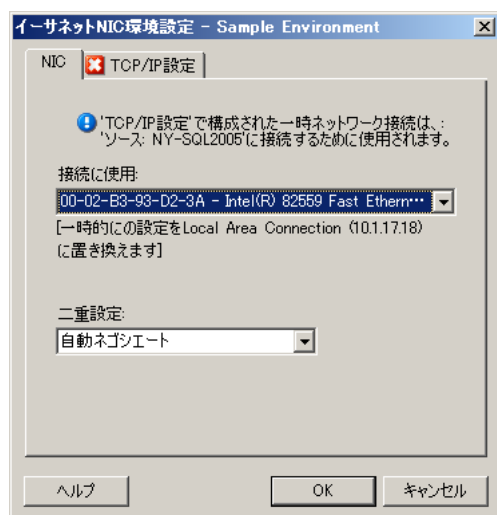 イーサネットNIC環境設定 - Sample Environment
NIC
TCP/IP設定
'TCP/IP設定'で構成された一時ネットワーク接続は、:
'ソース: NY-SQL2005'に接続するために使用されます。
接続に使用:
00-02-B3-93-D2-3A - Intel(R) 82559 Fast Ethern…
[一時的にの設定をLocal Area Connection (10.1.17.18)
に置き換えます]
二重設定:
自動ネゴシエート
ヘルプ
OK
キャンセル